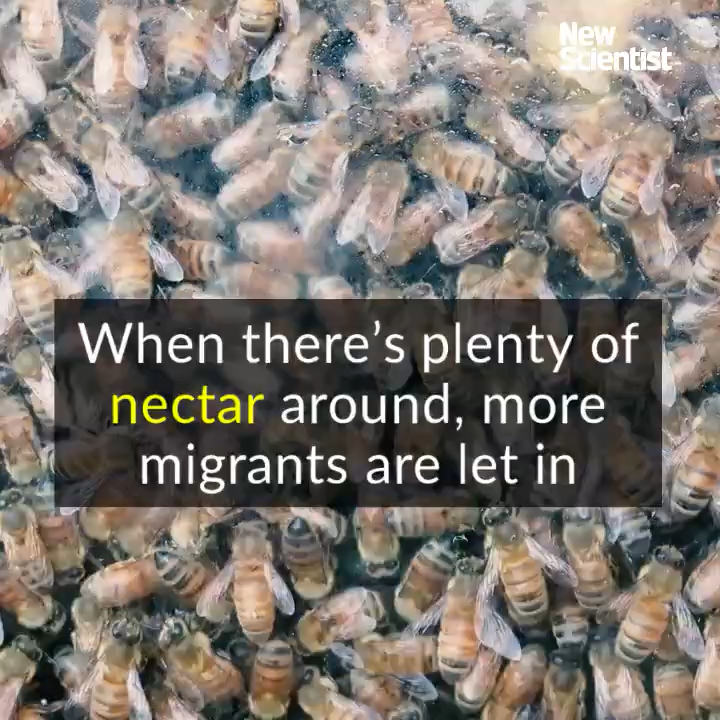 New
Scientist
When there's plenty of
nectar around, more
migrants are let in